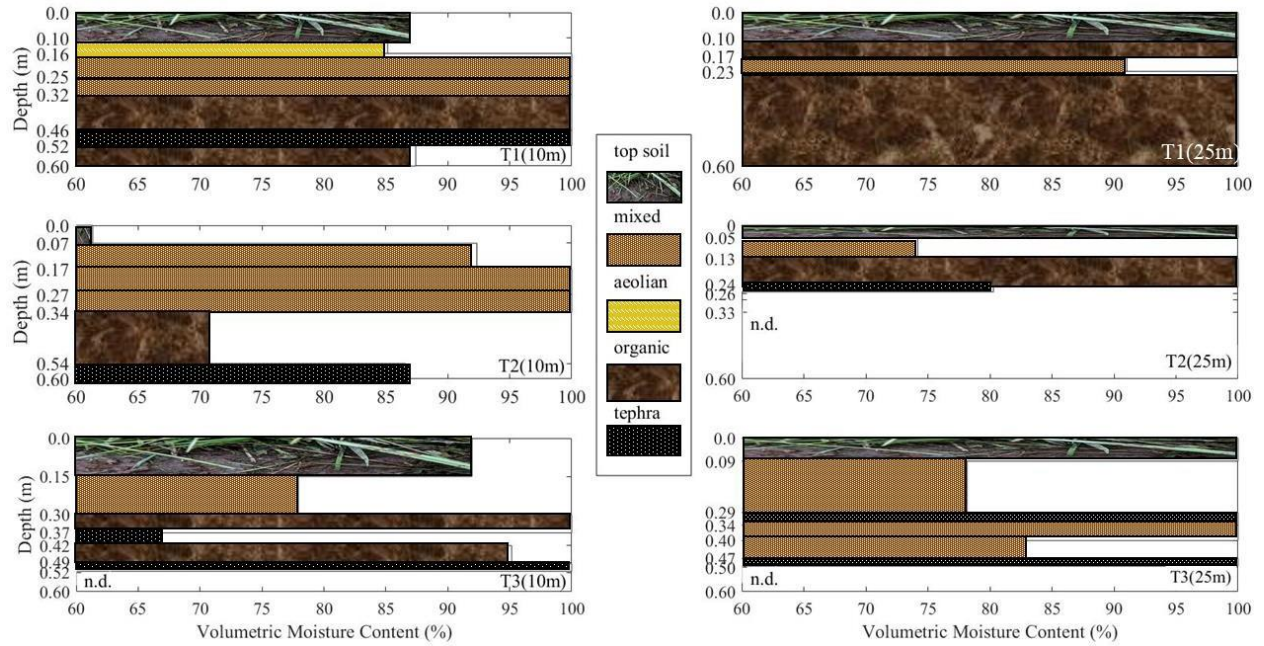 0.0
0.10
0.16
0.25
0.32
0.46
0.52
0.60
Depth (m)
T1(10m)
60 65 70 75 80 85 90 95 100
0.0
0.10
0.17
0.23
0.60
T1(25m)
60 65 70 75 80 85 90 95 100
0.0
0.07
0.17
0.27
0.34
0.54
0.60
Depth (m)
T2(10m)
60 65 70 75 80 85 90 95 100
top soil
mixed
aeolian
organic
tephra
0
0.05
0.13
0.24
0.26
0.33
0.60
n.d.
T2(25m)
60 65 70 75 80 85 90 95 100
0.0
0.15
0.30
0.37
0.42
0.49
0.52
0.60
Depth (m)
n.d.
T3(10m)
60 65 70 75 80 85 90 95 100
Volumetric Moisture Content (%)
0.0
0.09
0.29
0.34
0.40
0.47
0.50
0.60
n.d.
T3(25m)
60 65 70 75 80 85 90 95 100
Volumetric Moisture Content (%)